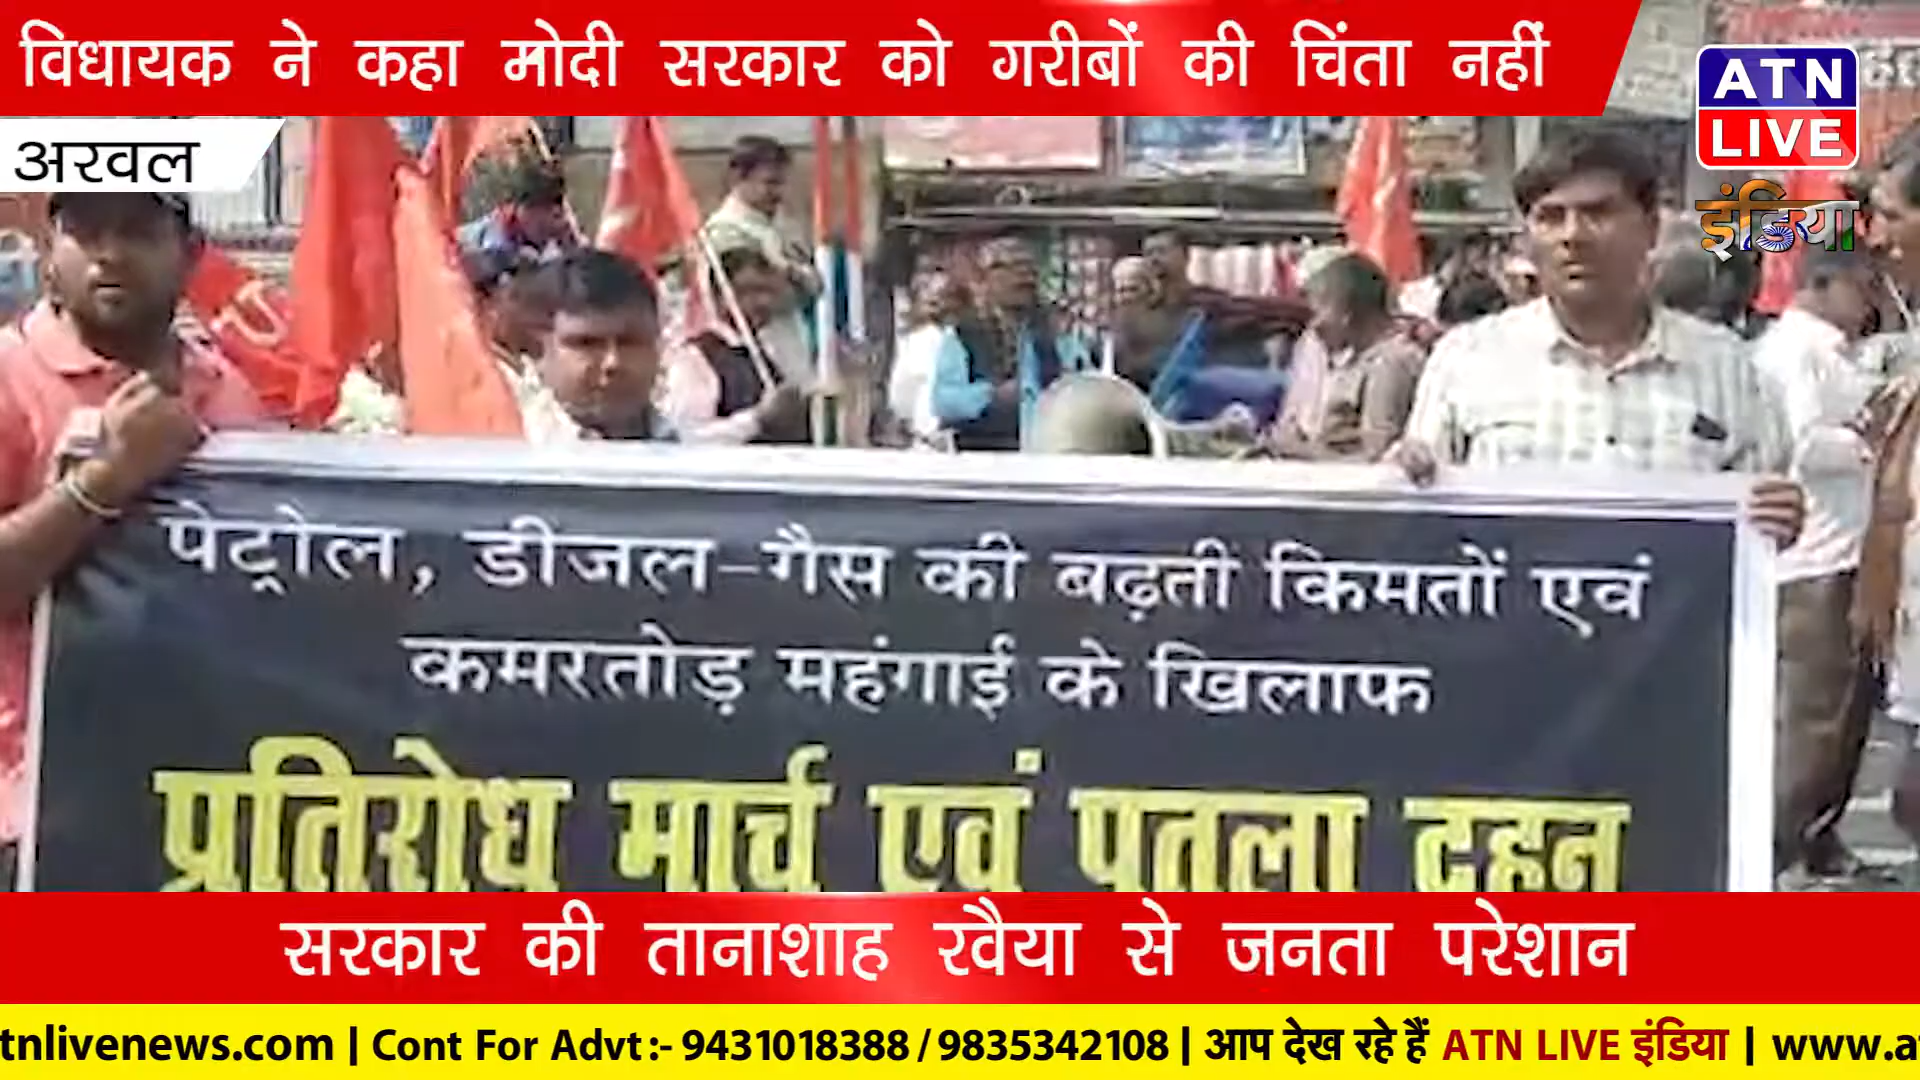 विधायक ने कहा मोदी सरकार को गरीबों की चिंता नहीं
ATN
LIVE
इंडिया
अरवल
पेट्रोल, डीजल-गैस की बढ़ती किमतों एवं
कमरतोड़ महंगाई के खिलाफ
प्रतिरोध मार्च एवं पुतला दहन
सरकार की तानाशाह रवैया से जनता परेशान
tnlivenews.com | Cont For Advt:- 9431018388 / 9835342108 | आप देख रहे हैं ATN LIVE इंडिया | www.a